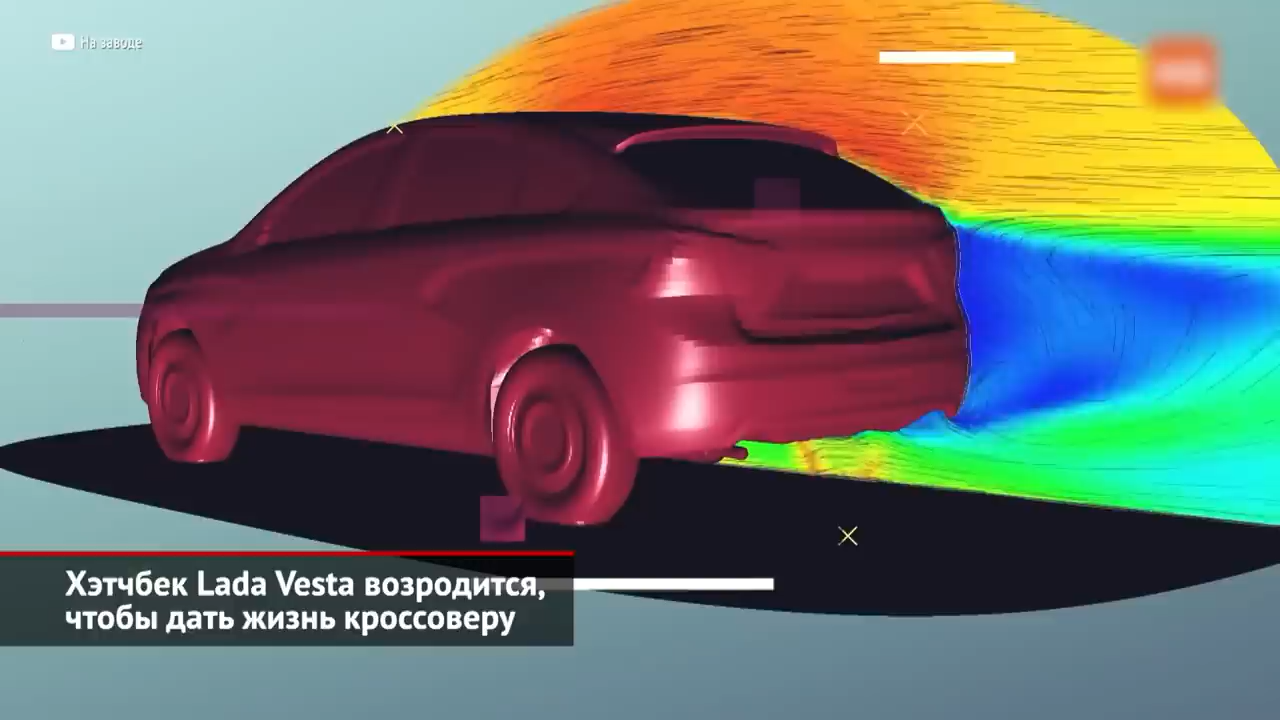 На заводе
Хэтчбек Lada Vesta возродится,
чтобы дать жизнь кроссоверу